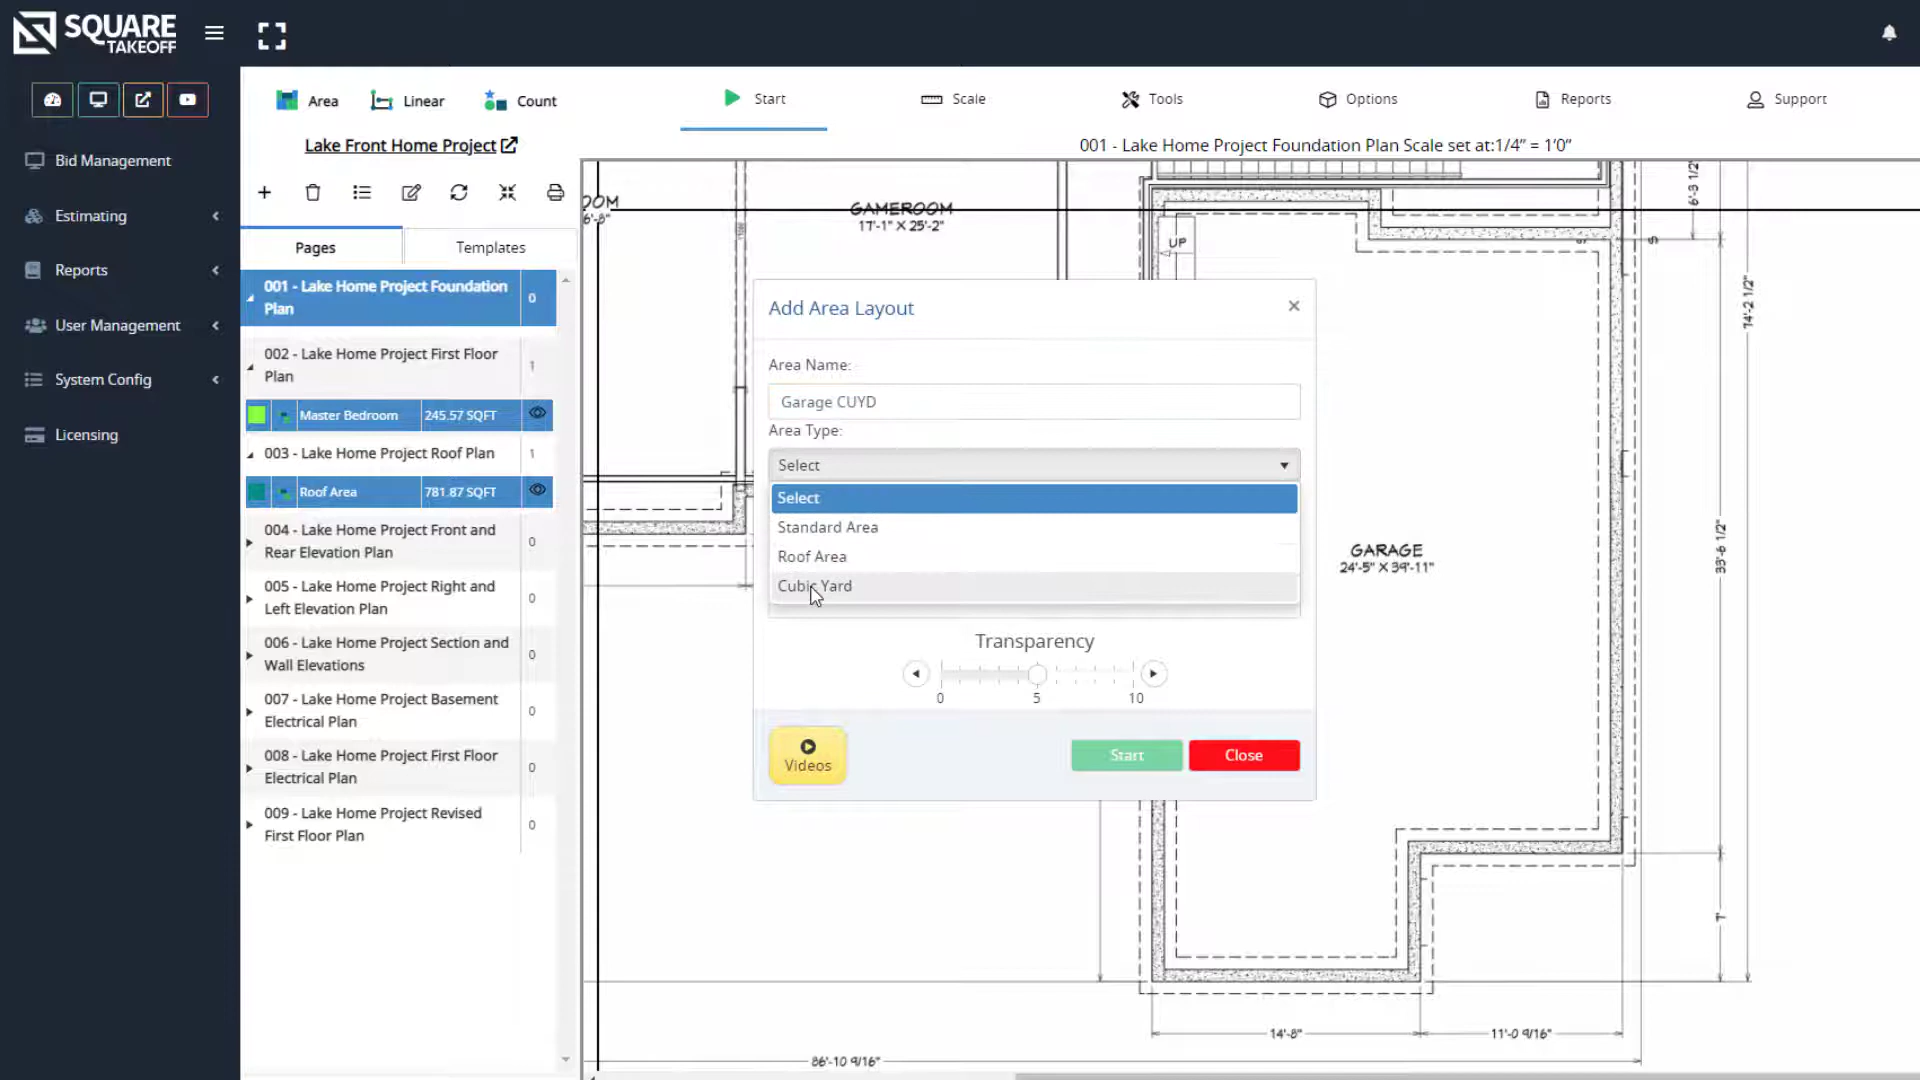 SQUARE
TAKEOFF
Area
Linear
Count
Start
Scale
Tools
Options
Reports
Support
Lake Front Home Project
001 - Lake Home Project Foundation Plan Scale set at:1/4” = 1’0”
Bid Management
Estimating
Reports
User Management
System Config
Licensing
Pages
Templates
001 - Lake Home Project Foundation
Plan
0
002 - Lake Home Project First Floor
Plan
1
Master Bedroom
245.57 SQFT
003 - Lake Home Project Roof Plan
1
Roof Area
781.87 SQFT
004 - Lake Home Project Front and
Rear Elevation Plan
0
005 - Lake Home Project Right and
Left Elevation Plan
0
006 - Lake Home Project Section and
Wall Elevations
0
007 - Lake Home Project Basement
Electrical Plan
0
008 - Lake Home Project First Floor
Electrical Plan
0
009 - Lake Home Project Revised
First Floor Plan
0
GAMEROOM
17'-1" X 25'-2"
UP
Add Area Layout
Area Name:
Garage CUYD
Area Type:
Select
Select
Standard Area
Roof Area
Cubic Yard
Transparency
0
5
10
Videos
Start
Close
GARAGE
24'-5" X 39'-11"
74'-2 1/2"
33'-6 1/2"
7'
14'-8"
11'-0 9/16"
86'-10 9/16"